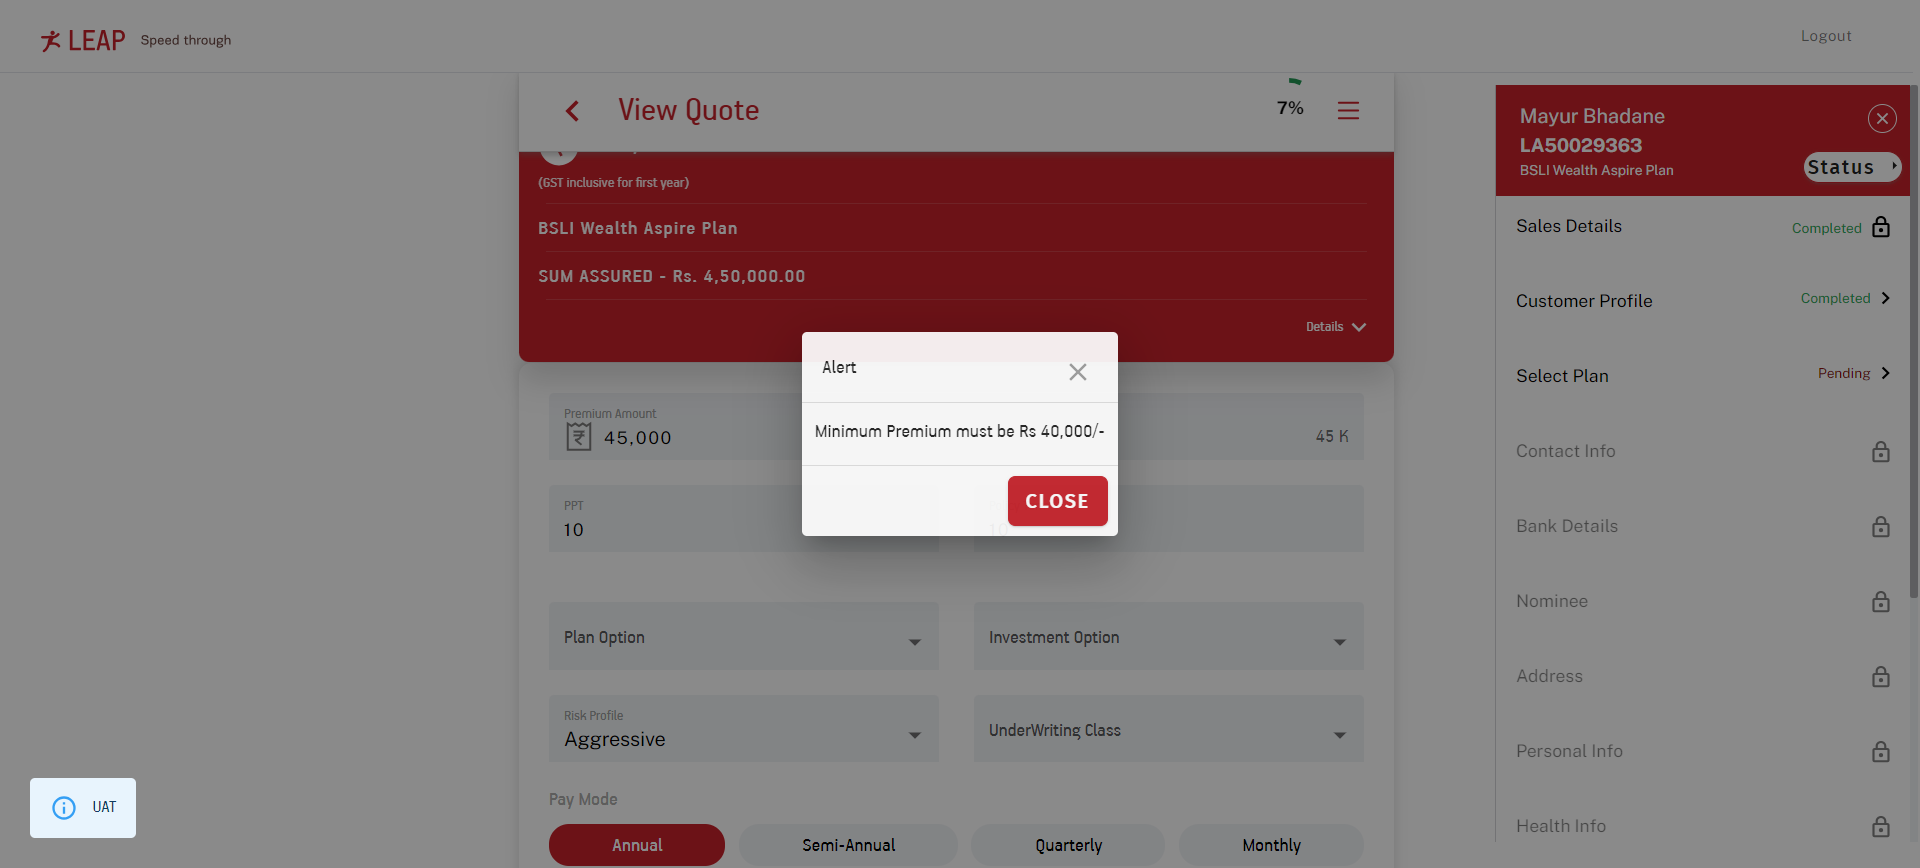 LEAP Speed through
Logout
View Quote
7%
(GST inclusive for first year)
BSLI Wealth Aspire Plan
SUM ASSURED - Rs. 4,50,000.00
Details
Alert
Minimum Premium must be Rs 40,000/-
CLOSE
Premium Amount
45,000
45 K
PPT
10
10
Plan Option
Investment Option
Risk Profile
Aggressive
UnderWriting Class
Pay Mode
Annual
Semi-Annual
Quarterly
Monthly
UAT
Mayur Bhadane
LA50029363
BSLI Wealth Aspire Plan
Status
Sales Details Completed
Customer Profile Completed
Select Plan Pending
Contact Info
Bank Details
Nominee
Address
Personal Info
Health Info